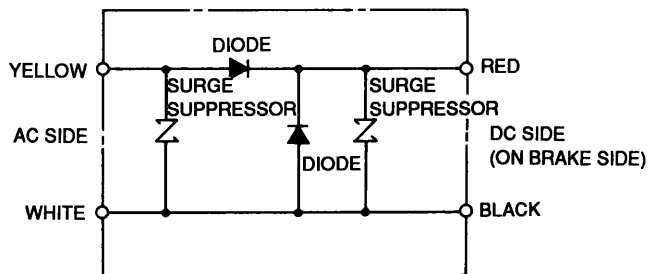 DIODE
YELLOW
RED
SURGE
SUPPRESSOR
SURGE
SUPPRESSOR
AC SIDE
DC SIDE
(ON BRAKE SIDE)
DIODE
WHITE
BLACK